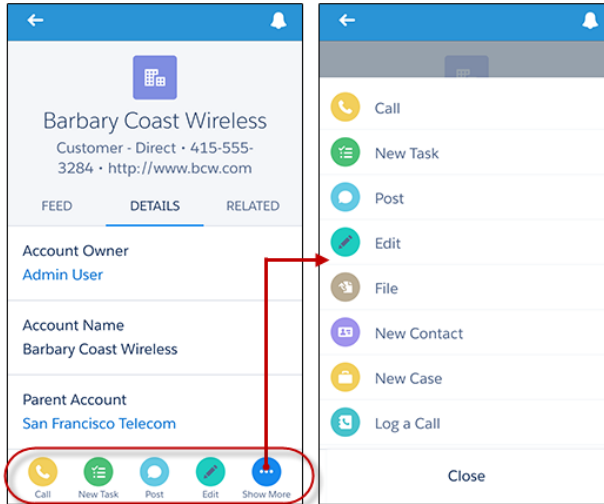 Barbary Coast Wireless
Customer - Direct • 415-555-
3284 • http://www.bcw.com
FEED DETAILS RELATED
Account Owner
Admin User
Account Name
Barbary Coast Wireless
Parent Account
San Francisco Telecom
Call New Task Post Edit Show More
Call
New Task
Post
Edit
File
New Contact
New Case
Log a Call
Close